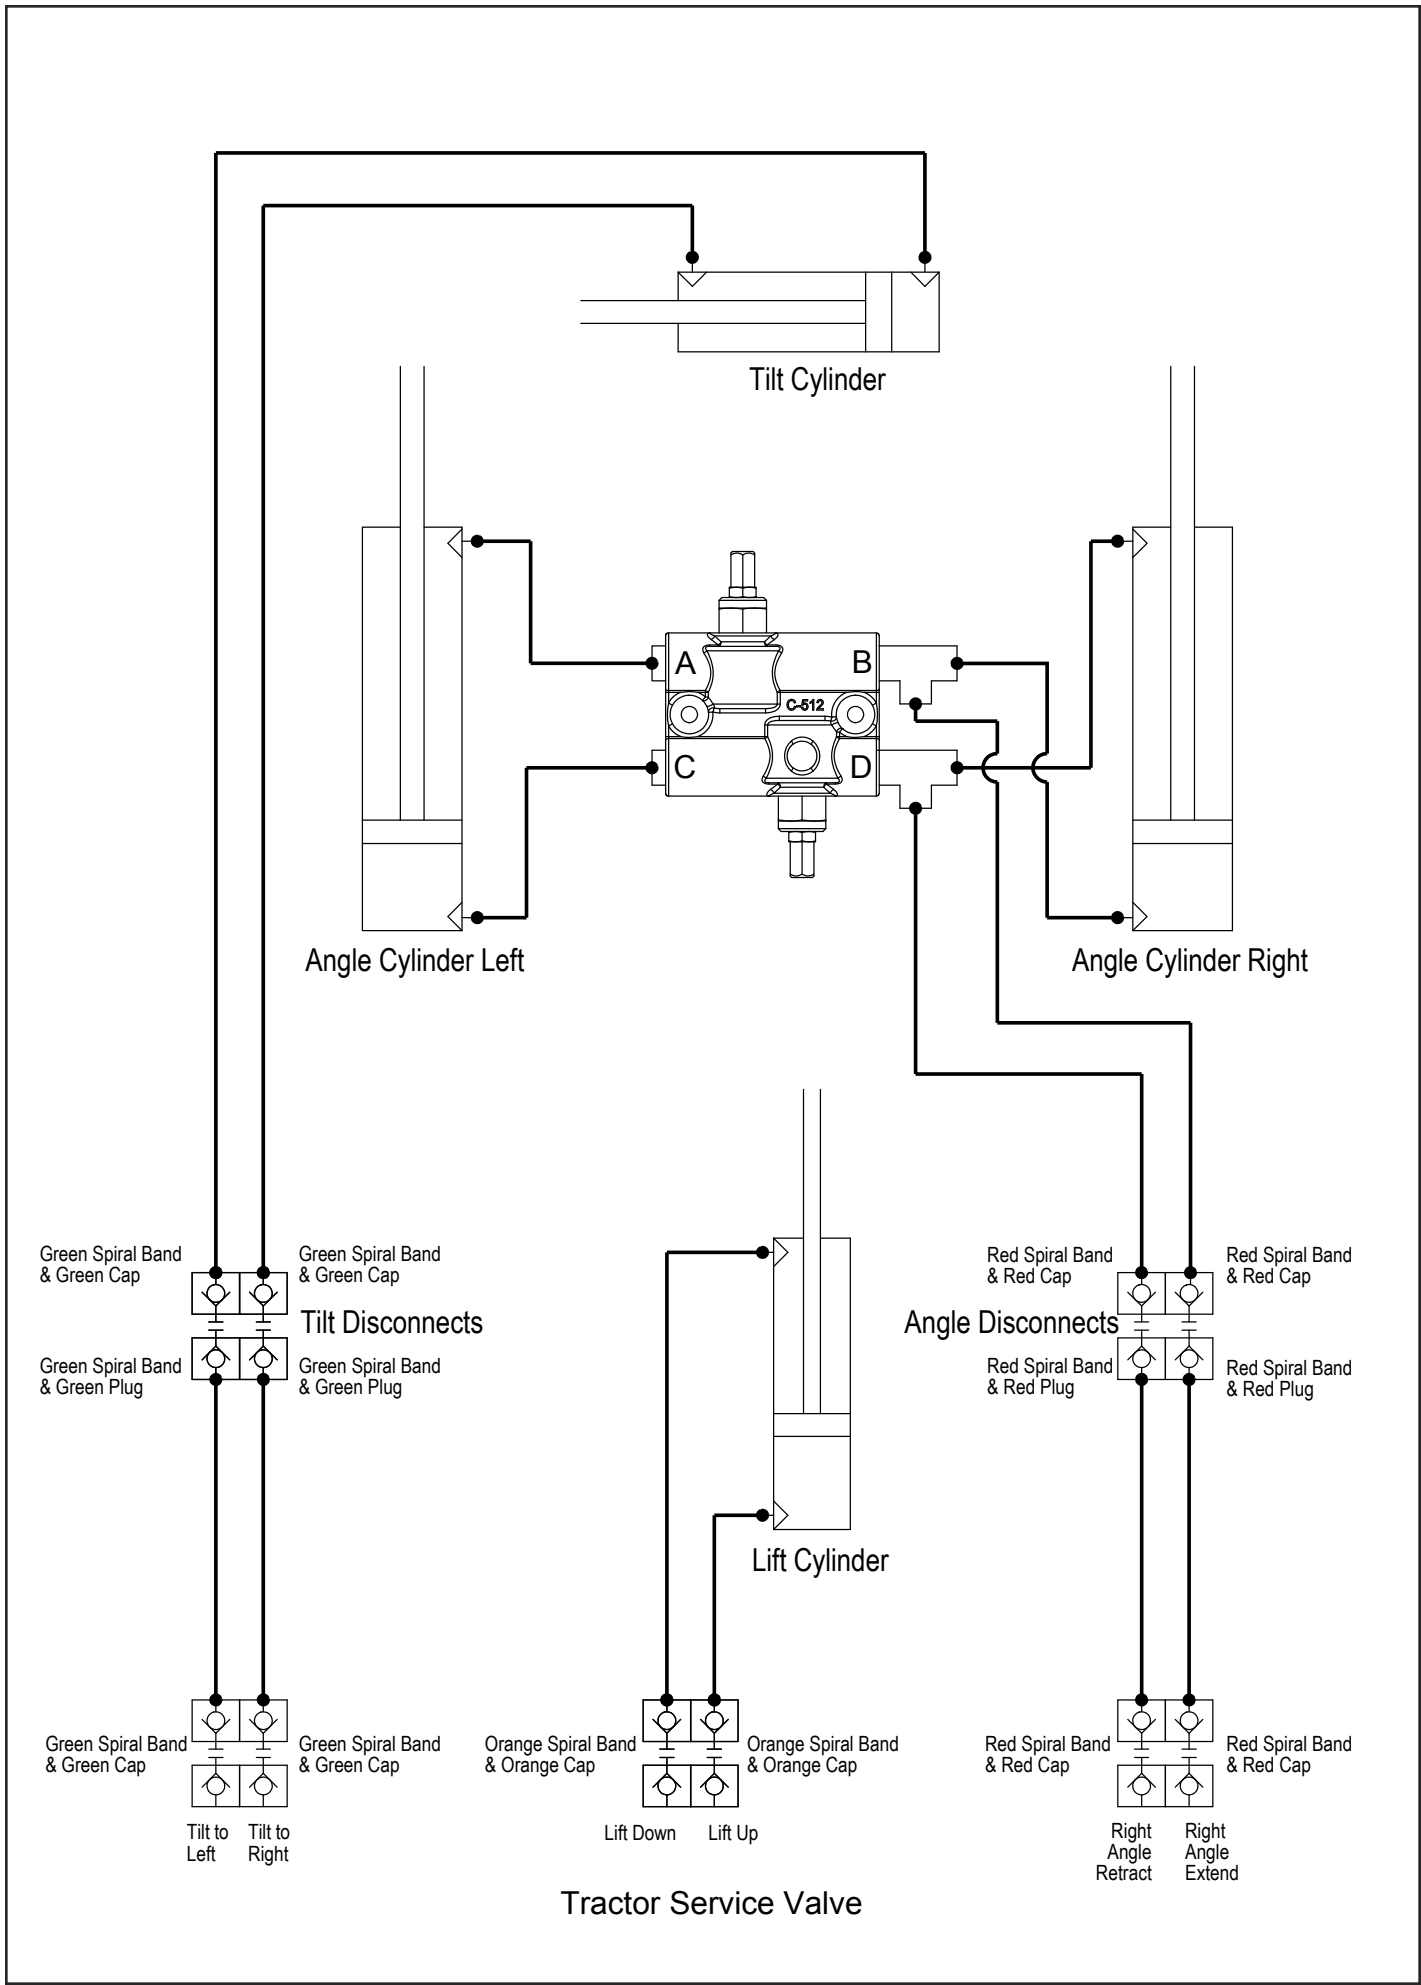 Tilt Cylinder
A
B
C-512
C
D
Angle Cylinder Left
Angle Cylinder Right
Green Spiral Band
& Green Cap
Green Spiral Band
& Green Cap
Tilt Disconnects
Green Spiral Band
& Green Plug
Green Spiral Band
& Green Plug
Red Spiral Band
& Red Cap
Red Spiral Band
& Red Cap
Angle Disconnects
Red Spiral Band
& Red Plug
Red Spiral Band
& Red Plug
Lift Cylinder
Green Spiral Band
& Green Cap
Green Spiral Band
& Green Cap
Orange Spiral Band
& Orange Cap
Orange Spiral Band
& Orange Cap
Red Spiral Band
& Red Cap
Red Spiral Band
& Red Cap
Tilt to
Left
Tilt to
Right
Lift Down
Lift Up
Right
Angle
Retract
Right
Angle
Extend
Tractor Service Valve